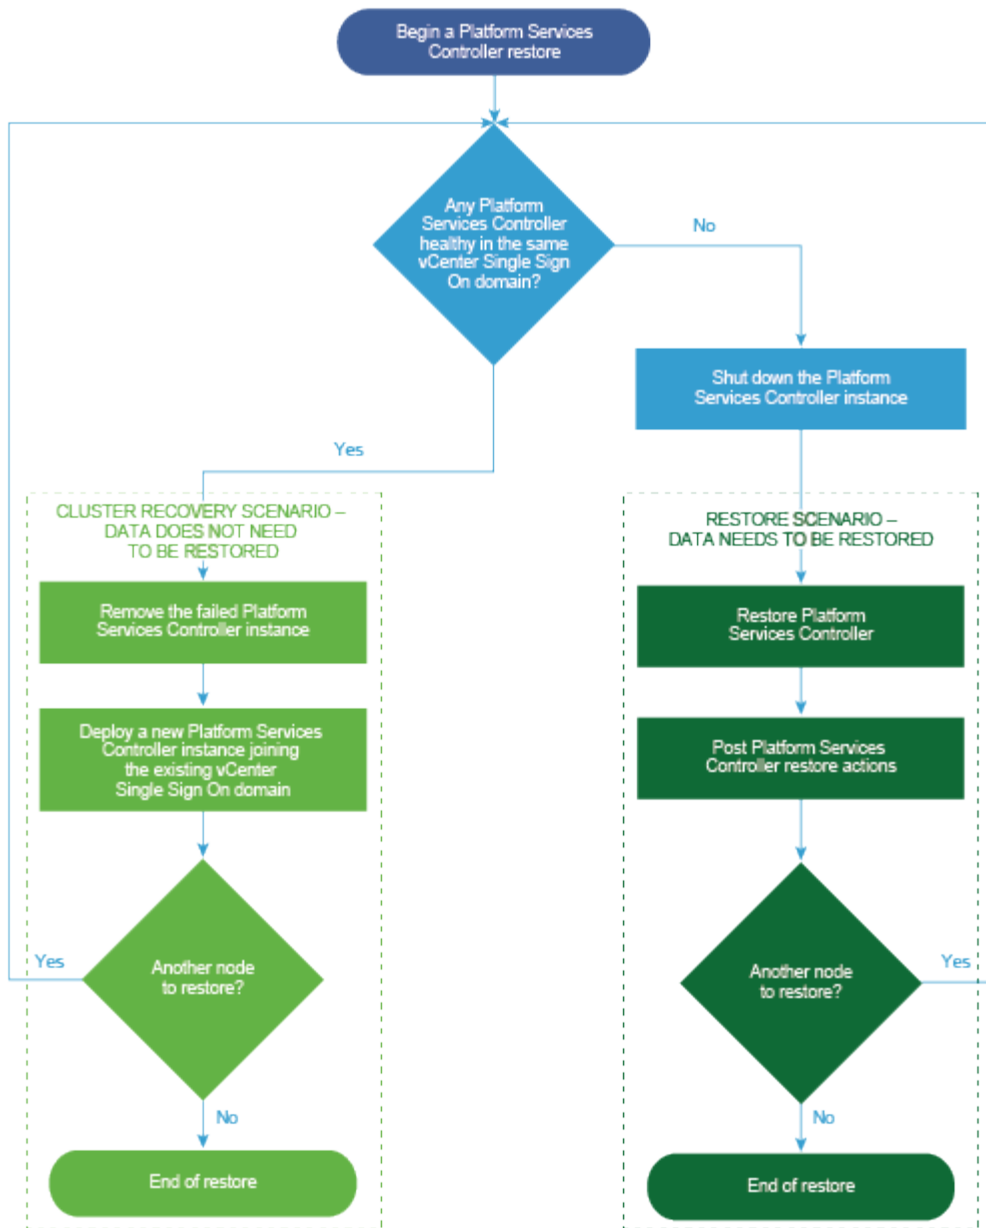 Begin a Platform Services
Controller restore
Any Platform
Services Controller
healthy in the same
vCenter Single Sign
On domain?
No
Shut down the Platform
Services Controller instance
Yes
CLUSTER RECOVERY SCENARIO –
DATA DOES NOT NEED
TO BE RESTORED
Remove the failed Platform
Services Controller instance
Deploy a new Platform Services
Controller instance joining
the existing vCenter
Single Sign On domain
Another node
to restore?
Yes
No
End of restore
RESTORE SCENARIO –
DATA NEEDS TO BE RESTORED
Restore Platform
Services Controller
Post Platform Services
Controller restore actions
Another node
to restore?
Yes
No
End of restore